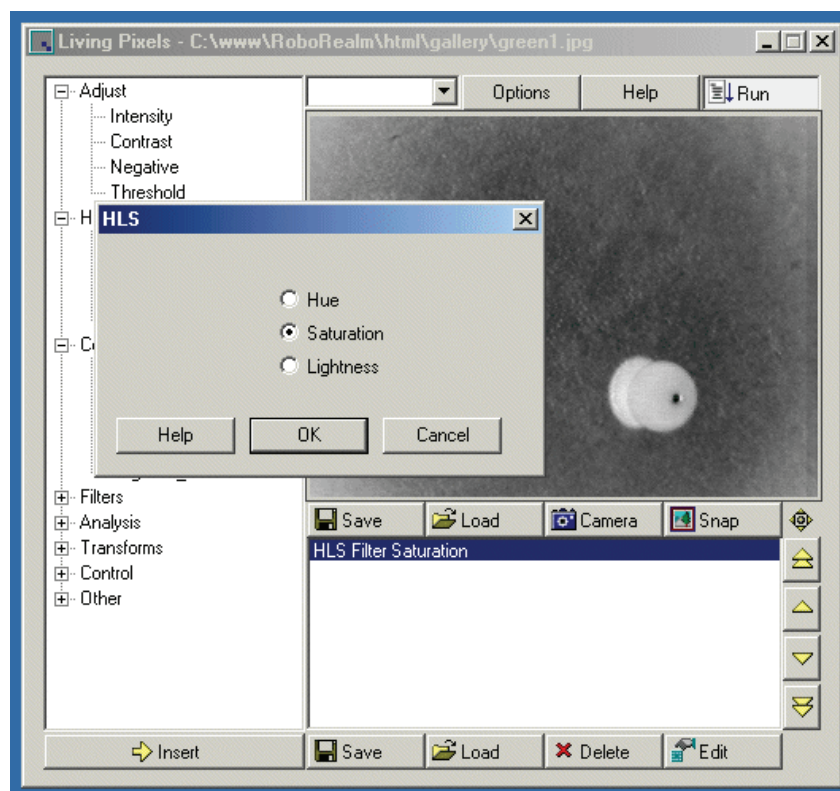 Living Pixels - C:\www\RoboRealm\html\gallery\green1.jpg
Adjust
Intensity
Contrast
Negative
Threshold
Options
Help
Run
HLS
Hue
Saturation
Lightness
Help
OK
Cancel
Filters
Analysis
Transforms
Control
Other
Save
Load
Camera
Snap
HLS Filter Saturation
Insert
Save
Load
Delete
Edit